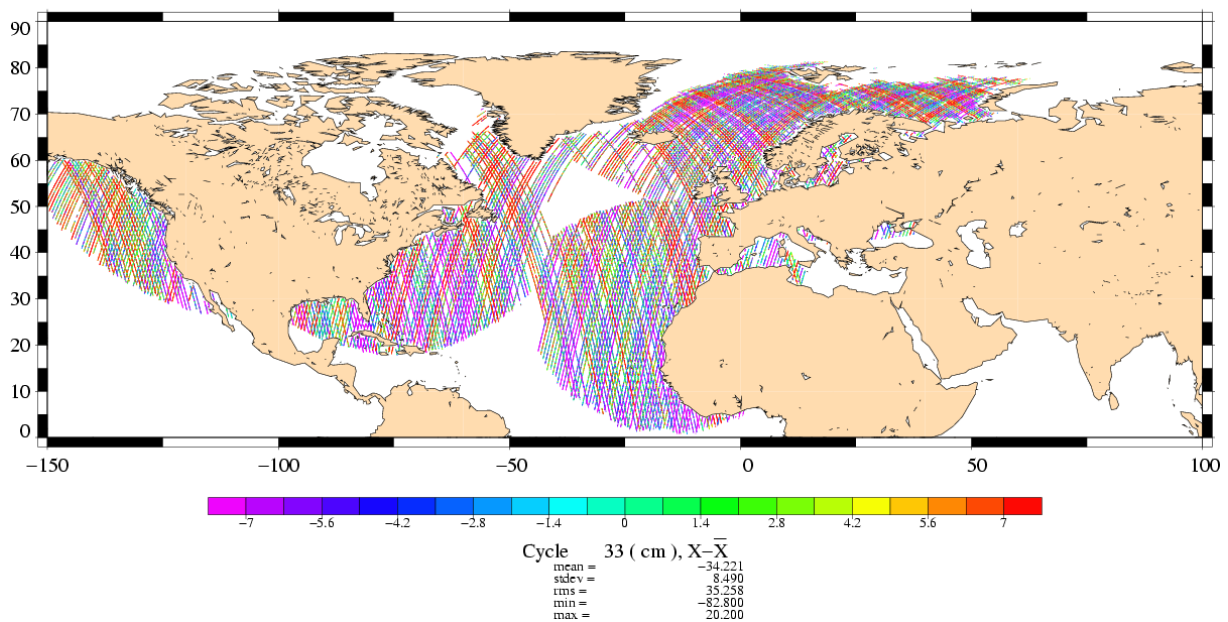 90
80
70
60
50
40
30
20
10
0
−150 −100 −50 0 50 100
−7 −5.6 −4.2 −2.8 −1.4 0 1.4 2.8 4.2 5.6 7
Cycle 33 ( cm ), X−X̅
mean = −34.221
stdev = 8.490
rms = 35.258
min = −82.800
max = 20.200